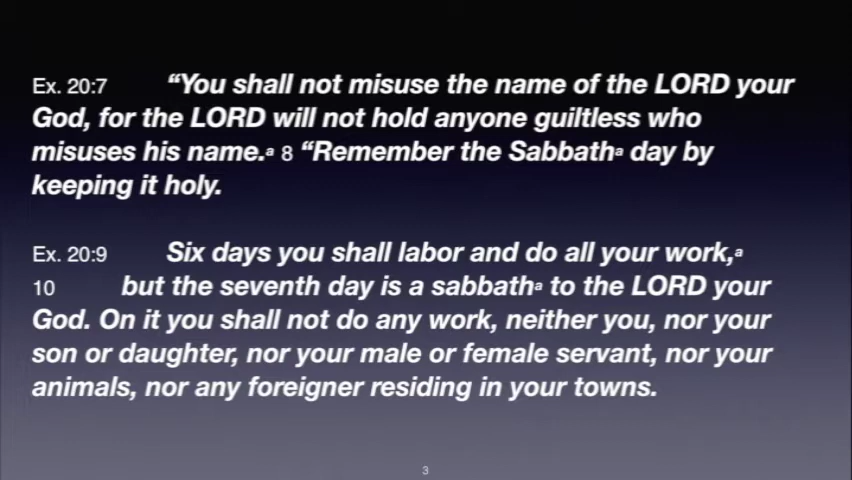 Ex. 20:7 “You shall not misuse the name of the LORD your
God, for the LORD will not hold anyone guiltless who
misuses his name.a 8 “Remember the Sabbatha day by
keeping it holy.
Ex. 20:9 Six days you shall labor and do all your work,a
10 but the seventh day is a sabbatha to the LORD your
God. On it you shall not do any work, neither you, nor your
son or daughter, nor your male or female servant, nor your
animals, nor any foreigner residing in your towns.
3